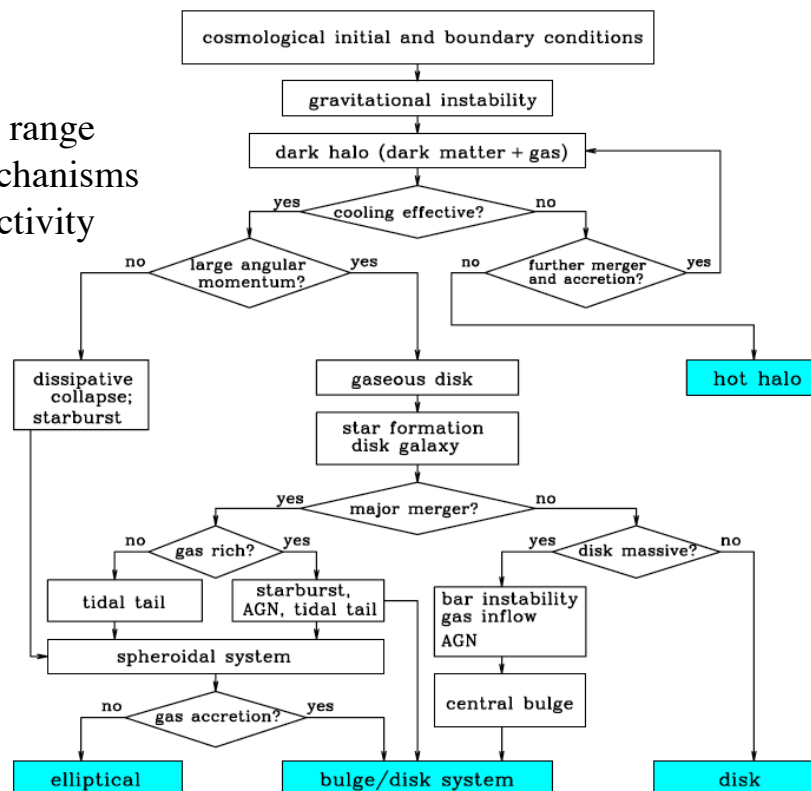 cosmological initial and boundary conditions
gravitational instability
range
chanisms
ctivity
dark halo (dark matter + gas)
yes
cooling effective?
no
no
large angular
momentum?
yes
no
further merger
and accretion?
yes
dissipative
collapse;
starburst
gaseous disk
hot halo
star formation
disk galaxy
yes
major merger?
no
no
gas rich?
yes
yes
disk massive?
no
tidal tail
starburst,
AGN, tidal tail
bar instability
gas inflow
AGN
spheroidal system
central bulge
no
gas accretion?
yes
elliptical
bulge/disk system
disk